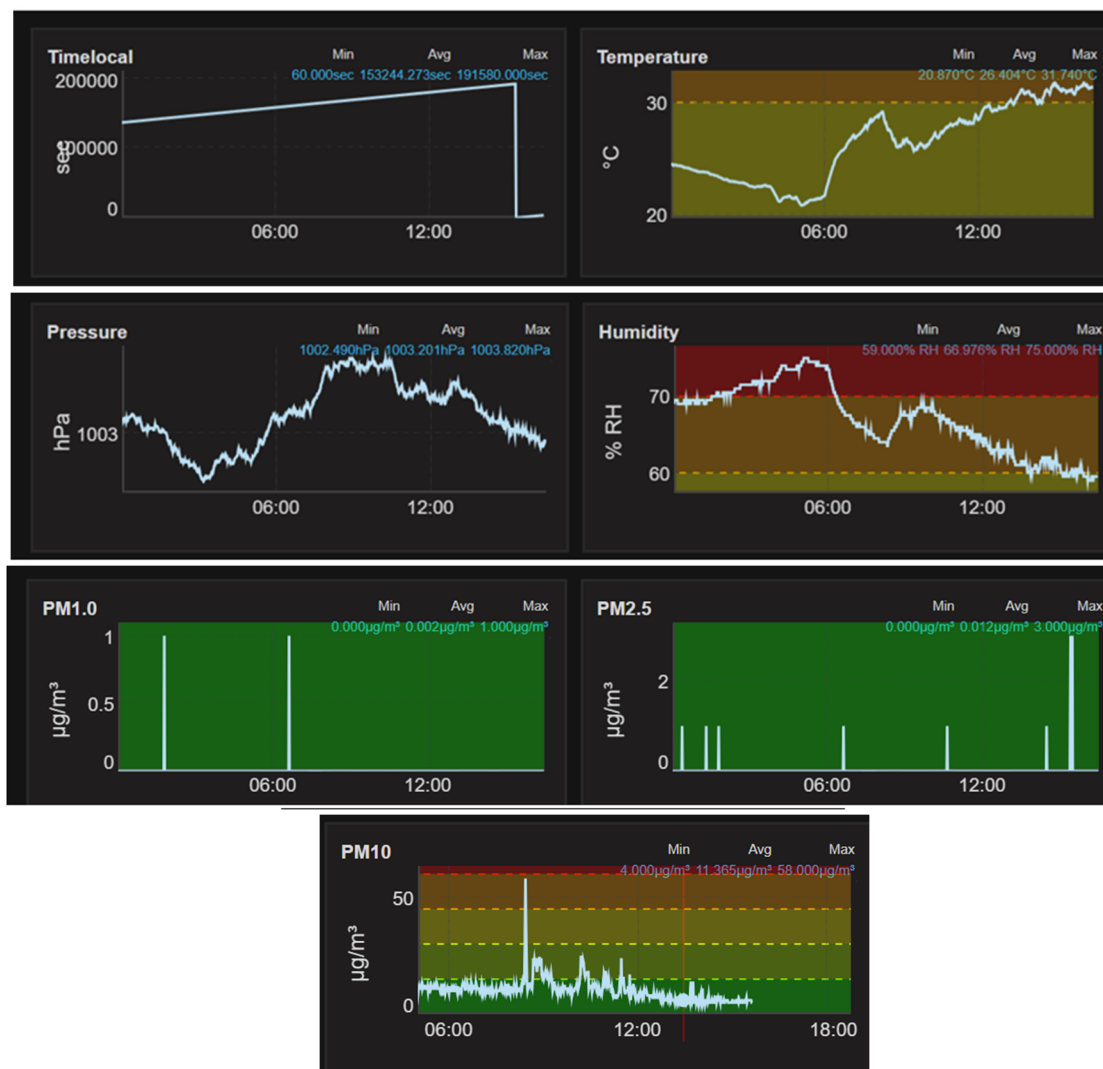 Timelocal Min Avg Max
60.000sec 153244.273sec 191580.000sec
200000
100000
0
sec
06:00 12:00
Temperature Min Avg Max
20.870°C 26.404°C 31.740°C
30
20
°C
06:00 12:00
Pressure Min Avg Max
1002.490hPa 1003.201hPa 1003.820hPa
1003
hPa
06:00 12:00
Humidity Min Avg Max
59.000% RH 66.976% RH 75.000% RH
70
60
% RH
06:00 12:00
PM1.0 Min Avg Max
0.000µg/m³ 0.002µg/m³ 1.000µg/m³
1
0.5
0
µg/m³
06:00 12:00
PM2.5 Min Avg Max
0.000µg/m³ 0.012µg/m³ 3.000µg/m³
2
0
µg/m³
06:00 12:00
PM10 Min Avg Max
4.000µg/m³ 11.365µg/m³ 58.000µg/m³
50
0
µg/m³
06:00 12:00 18:00